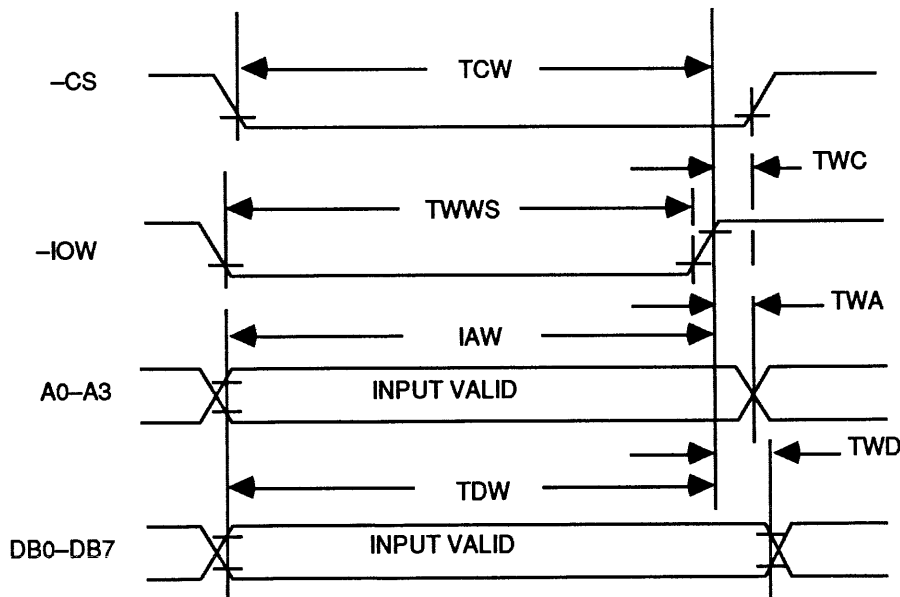 TCW
–CS
TWC
TWWS
–IOW
TWA
IAW
A0–A3
INPUT VALID
TWD
TDW
DB0–DB7
INPUT VALID